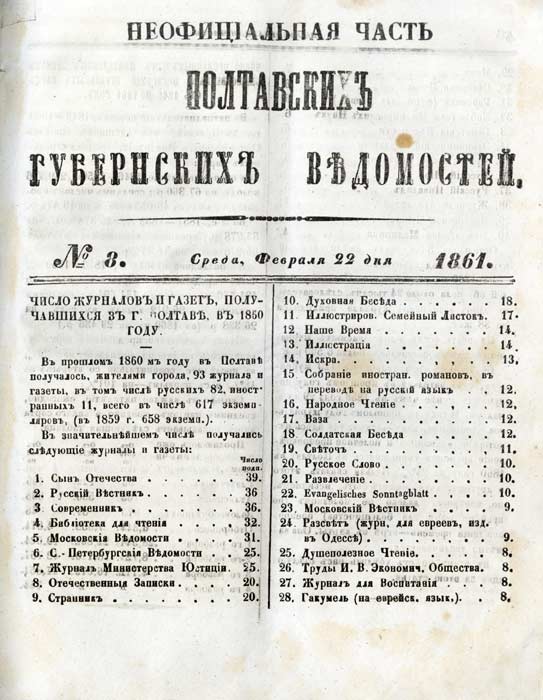 НЕОФИЦІАЛЬНАЯ ЧАСТЬ
ПОЛТАВСКИХЪ
ГУБЕРНСКИХЪ ВѢДОМОСТЕЙ.
№ 8. Среда, Февраля 22 дня 1861.
ЧИСЛО ЖУРНАЛОВЪ И ГАЗЕТЪ, ПОЛУ-
ЧАВШИХСЯ ВЪ Г. ПОЛТАВѢ, ВЪ 1860
ГОДУ.
Въ прошломъ 1860 мъ году въ Полтавѣ
получалось, жителями города, 93 журнала и
газеты, въ томъ числѣ русскихъ 82, иност-
ранныхъ 11, всего въ числѣ 617 экзем-
пляровъ, (въ 1859 г. 658 экземп.).
Въ значительнѣйшемъ числѣ получались
слѣдующіе журналы и газеты:
Число
подп.
1. Сынъ Отечества . . . 39.
2. Русскій Вѣстникъ . . . . 36
3 Современникъ. . . . . 36.
4. Библіотека для чтенія . . . 32.
5. Московскія Вѣдомости . . . 31.
6. С.-Петербургскія Вѣдомости . . 25.
7. Журналъ Министерства Юстиціи. 25.
8. Отечественныя Записки . . . 20.
9. Странникъ . . . . . . 20.
10. Духовная Бесѣда . . . . 18.
11. Иллюстриров. Семейный Листокъ. 17.
12. Наше Время . . . . . 14.
13. Иллюстрація . . . . . 14.
14. Искра. . . . . . . 13,
15 Собраніе иностран. романовъ, въ
переводѣ на русскій языкъ . . 12.
16. Народное Чтеніе . . . . , 12,
17. Ваза . . . . . . . 12.
18. Солдатская Бесѣда . . . . 12.
19. Свѣточъ . . . . . . 11.
20. Русское Слово . . . . . 10.
21. Развлеченіе . . . . . . 10.
22. Evangelisches Sonntagblatt . . , 10.
23. Московскій Вѣстникъ . . . 9,
24. Разсвѣтъ (журн. для евреевъ, изд.
въ Одессѣ) . . . . . . 9.
25. Душеполезное Чтеніе. . . . 8.
26. Труды И. В. Экономич. Общества. 8.
27. Журналъ для Воспитанія . . . 8.
28. Гакумель (на еврейск. язык.). . 8,